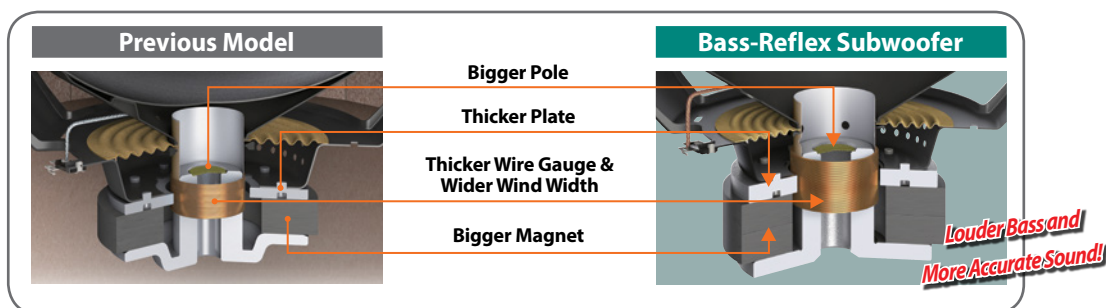 Previous Model
Bass-Reflex Subwoofer
Bigger Pole
Thicker Plate
Thicker Wire Gauge &
Wider Wind Width
Bigger Magnet
Louder Bass and
More Accurate Sound!